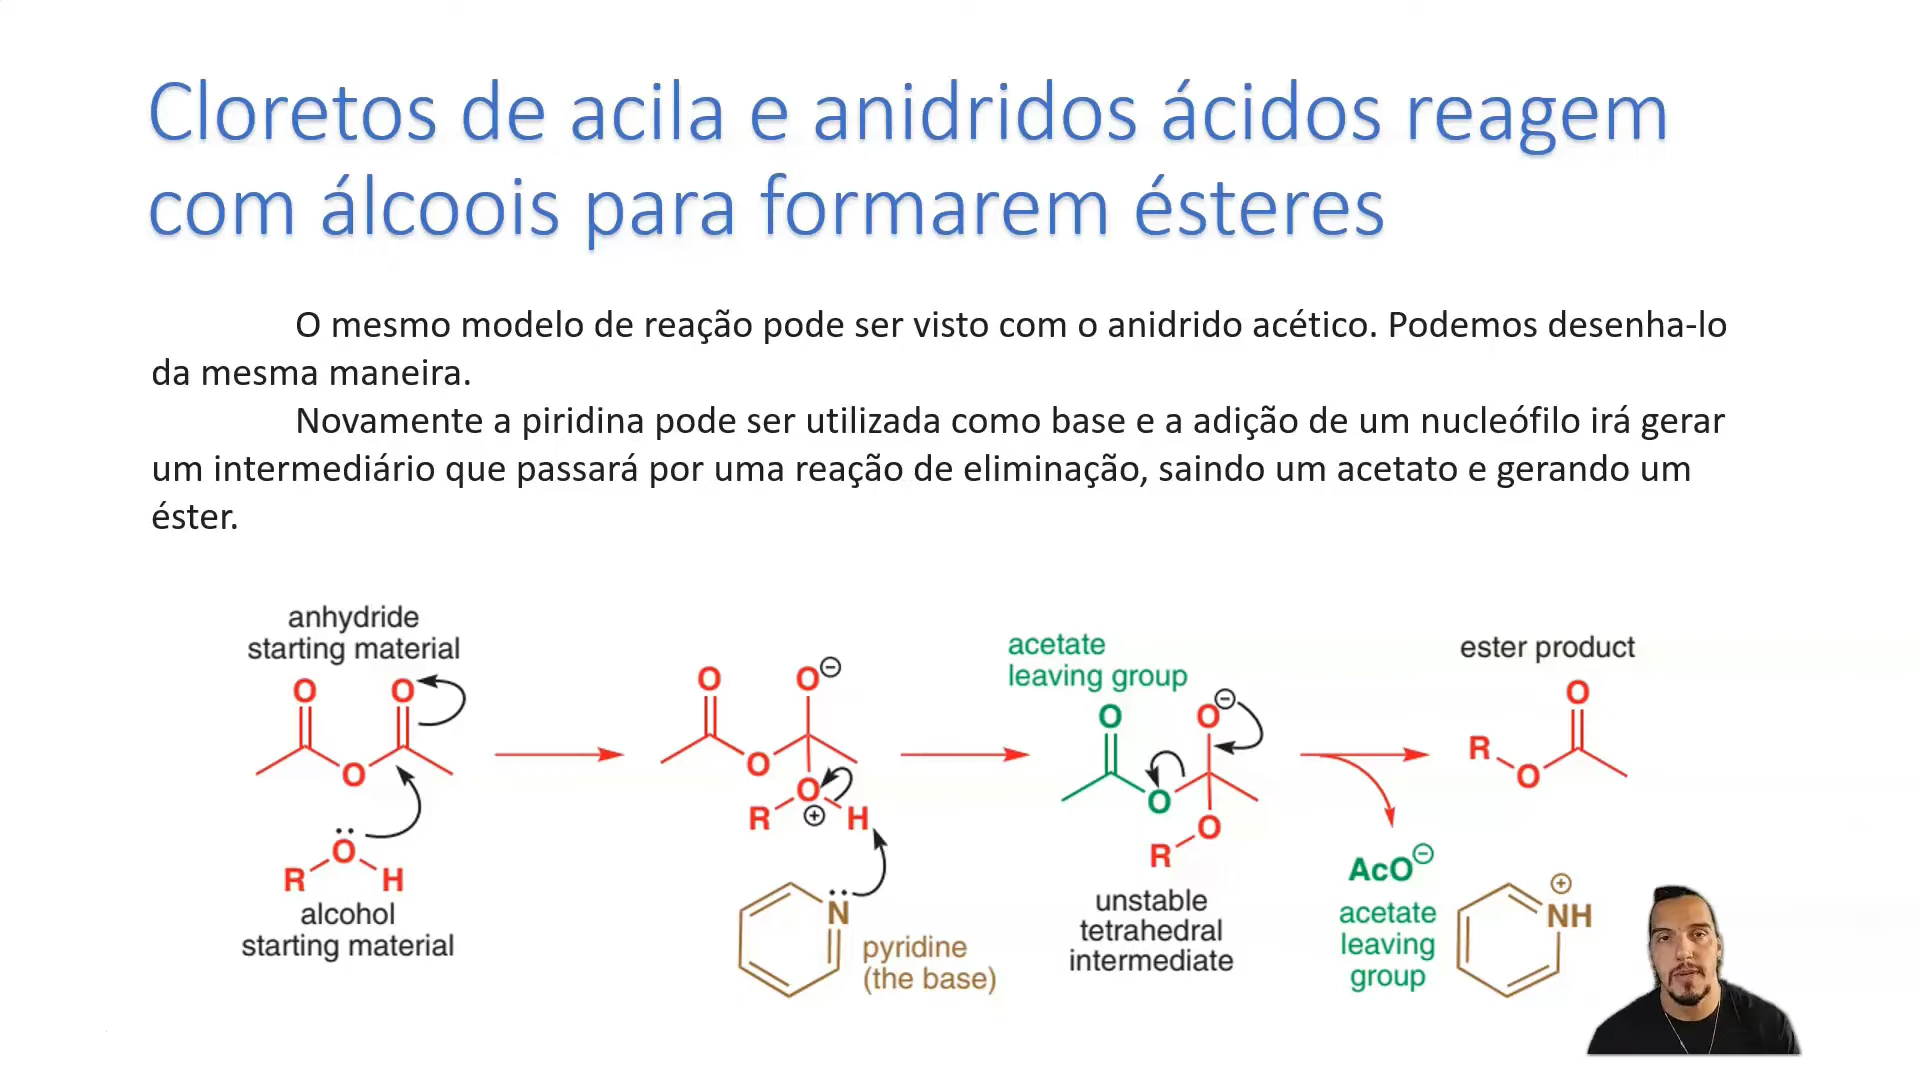 Cloretos de acila e anidridos ácidos reagem
com álcoois para formarem ésteres
O mesmo modelo de reação pode ser visto com o anidrido acético. Podemos desenha-lo
da mesma maneira.
Novamente a piridina pode ser utilizada como base e a adição de um nucleófilo irá gerar
um intermediário que passará por uma reação de eliminação, saindo um acetato e gerando um
éster.
anhydride
starting material
O O
O
O
R H
alcohol
starting material
O O⊖
O
O
R ⊕ H
N
pyridine
(the base)
acetate
leaving group
O O⊖
O
O
R
unstable
tetrahedral
intermediate
ester product
O
R
O
AcO⊖
acetate
leaving
group
⊕
NH